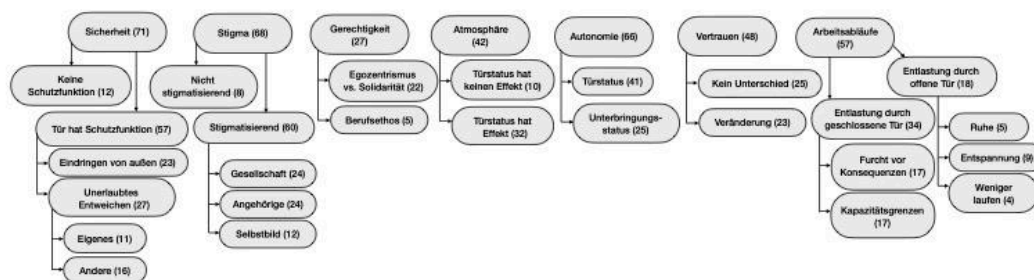 Sicherheit (71)
Keine
Schutzfunktion (12)
Tür hat Schutzfunktion (57)
Eindringen von außen (23)
Unerlaubtes
Entweichen (27)
Eigenes (11)
Andere (16)
Stigma (68)
Nicht
stigmatisierend (8)
Stigmatisierend (60)
Gesellschaft (24)
Angehörige (24)
Selbstbild (12)
Gerechtigkeit
(27)
Egozentrismus
vs. Solidarität (22)
Berufsethos (5)
Atmosphäre
(42)
Türstatus hat
keinen Effekt (10)
Türstatus hat
Effekt (32)
Autonomie (66)
Türstatus (41)
Unterbringungs-
status (25)
Vertrauen (48)
Kein Unterschied (25)
Veränderung (23)
Arbeitsabläufe
(57)
Entlastung durch
geschlossene Tür (34)
Furcht vor
Konsequenzen (17)
Kapazitätsgrenzen
(17)
Entlastung durch
offene Tür (18)
Ruhe (5)
Entspannung (9)
Weniger
laufen (4)